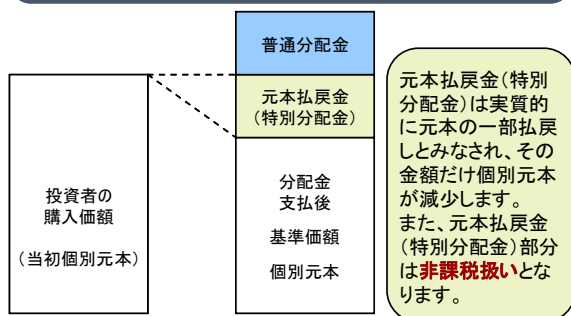 普通分配金
元本払戻金
（特別分配金）
投資者の
購入価額
（当初個別元本）
分配金
支払後
基準価額
個別元本
元本払戻金（特別
分配金）は実質的
に元本の一部払戻
しとみなされ、その
金額だけ個別元本
が減少します。
また、元本払戻金
（特別分配金）部分
は非課税扱いとな
ります。